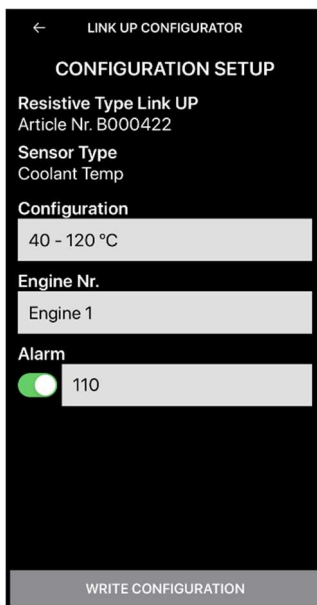 LINK UP CONFIGURATOR
CONFIGURATION SETUP
Resistive Type Link UP
Article Nr. B000422
Sensor Type
Coolant Temp
Configuration
40 - 120 ºC
Engine Nr.
Engine 1
Alarm
110
WRITE CONFIGURATION